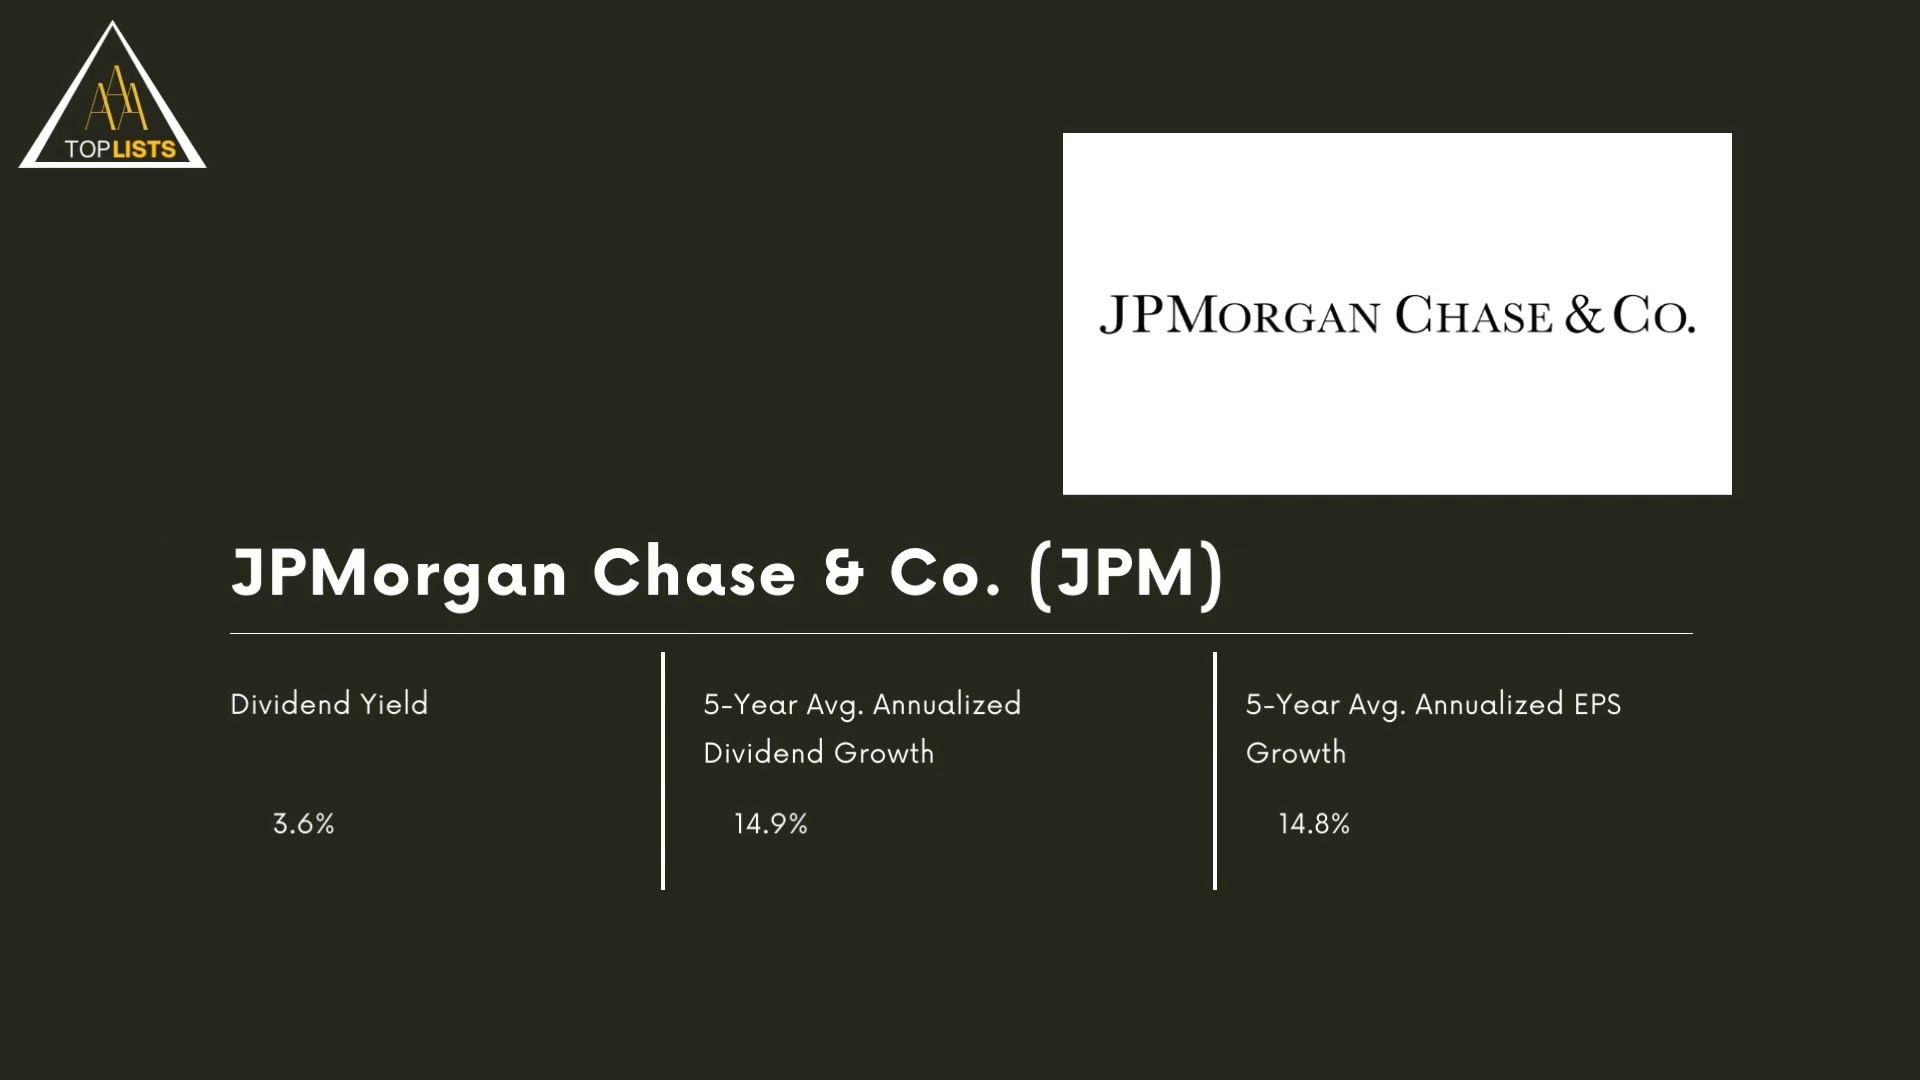 AAA
TOPLISTS
JPMORGAN CHASE & CO.
JPMorgan Chase & Co. (JPM)
Dividend Yield
3.6%
5-Year Avg. Annualized
Dividend Growth
14.9%
5-Year Avg. Annualized EPS
Growth
14.8%